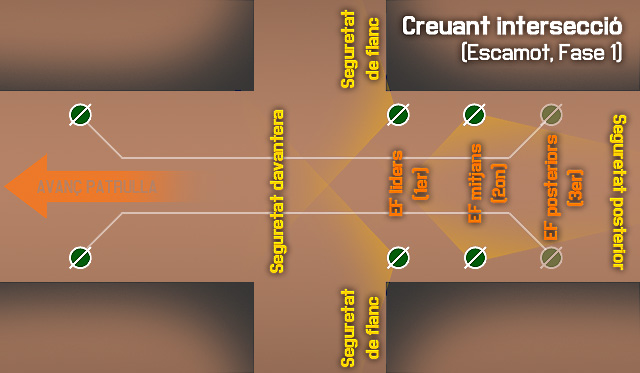 Creuant intersecció
(Escamot, Fase 1)
Seguretat
de flanc
AVANÇ PATRULLA
Seguretat davantera
EF líders
(1er)
EF mitjans
(2on)
EF posteriors
(3er)
Seguretat posterior
Seguretat
de flanc